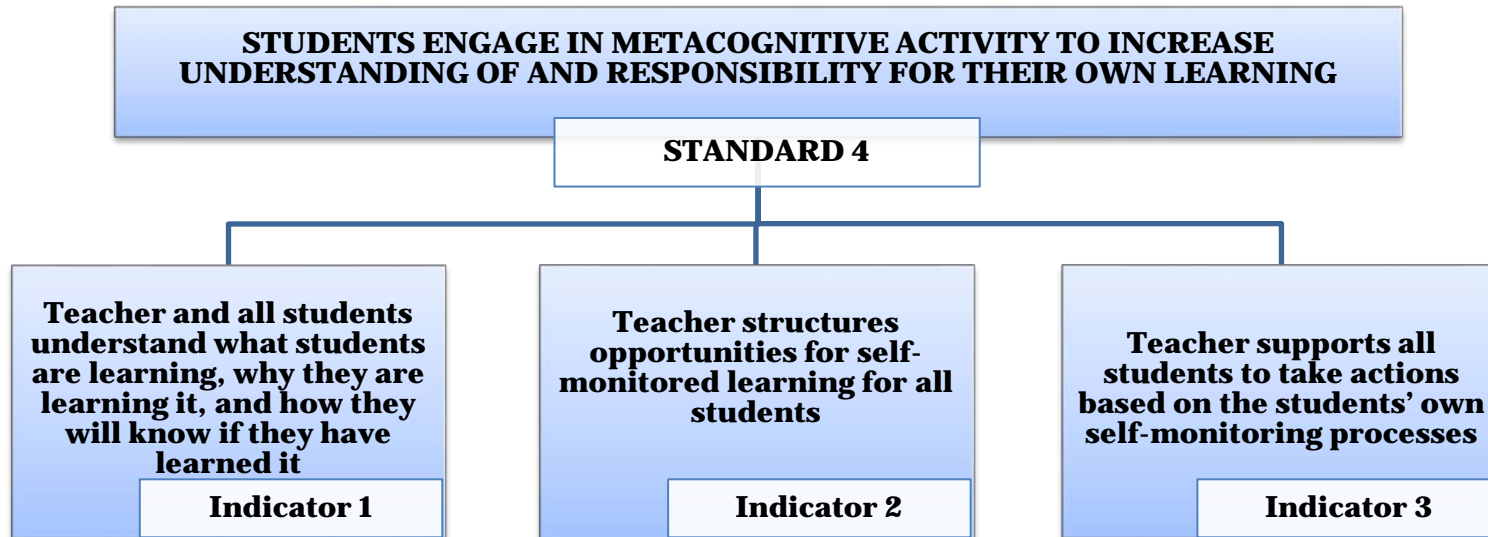 STUDENTS ENGAGE IN METACOGNITIVE ACTIVITY TO INCREASE
UNDERSTANDING OF AND RESPONSIBILITY FOR THEIR OWN LEARNING
STANDARD 4
Teacher and all students
understand what students
are learning, why they are
learning it, and how they
will know if they have
learned it
Indicator 1
Teacher structures
opportunities for self-
monitored learning for all
students
Indicator 2
Teacher supports all
students to take actions
based on the students’ own
self-monitoring processes
Indicator 3